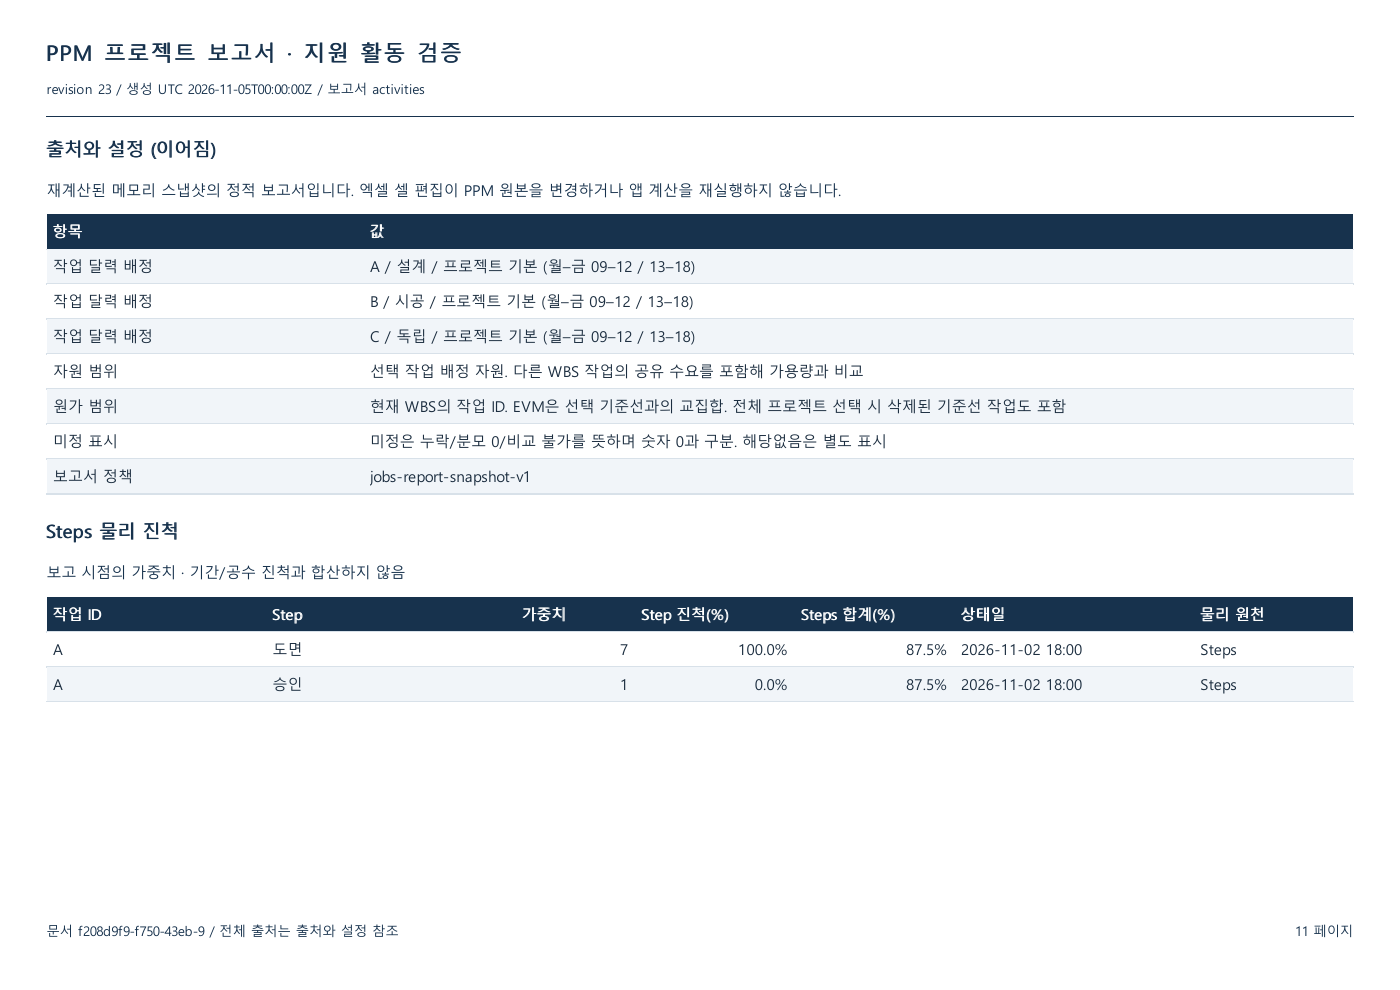 PPM 프로젝트 보고서 · 지원 활동 검증
revision 23 / 생성 UTC 2026-11-05T00:00:00Z / 보고서 activities
출처와 설정 (이어짐)
재계산된 메모리 스냅샷의 정적 보고서입니다. 엑셀 셀 편집이 PPM 원본을 변경하거나 앱 계산을 재실행하지 않습니다.
항목 값
작업 달력 배정 A / 설계 / 프로젝트 기본 (월–금 09–12 / 13–18)
작업 달력 배정 B / 시공 / 프로젝트 기본 (월–금 09–12 / 13–18)
작업 달력 배정 C / 독립 / 프로젝트 기본 (월–금 09–12 / 13–18)
자원 범위 선택 작업 배정 자원. 다른 WBS 작업의 공유 수요를 포함해 가용량과 비교
원가 범위 현재 WBS의 작업 ID. EVM은 선택 기준선과의 교집합. 전체 프로젝트 선택 시 삭제된 기준선 작업도 포함
미정 표시 미정은 누락/분모 0/비교 불가를 뜻하며 숫자 0과 구분. 해당없음은 별도 표시
보고서 정책 jobs-report-snapshot-v1
Steps 물리 진척
보고 시점의 가중치 · 기간/공수 진척과 합산하지 않음
작업 ID Step 가중치 Step 진척(%) Steps 합계(%) 상태일 물리 원천
A 도면 7 100.0% 87.5% 2026-11-02 18:00 Steps
A 승인 1 0.0% 87.5% 2026-11-02 18:00 Steps
문서 f208d9f9-f750-43eb-9 / 전체 출처는 출처와 설정 참조 11 페이지